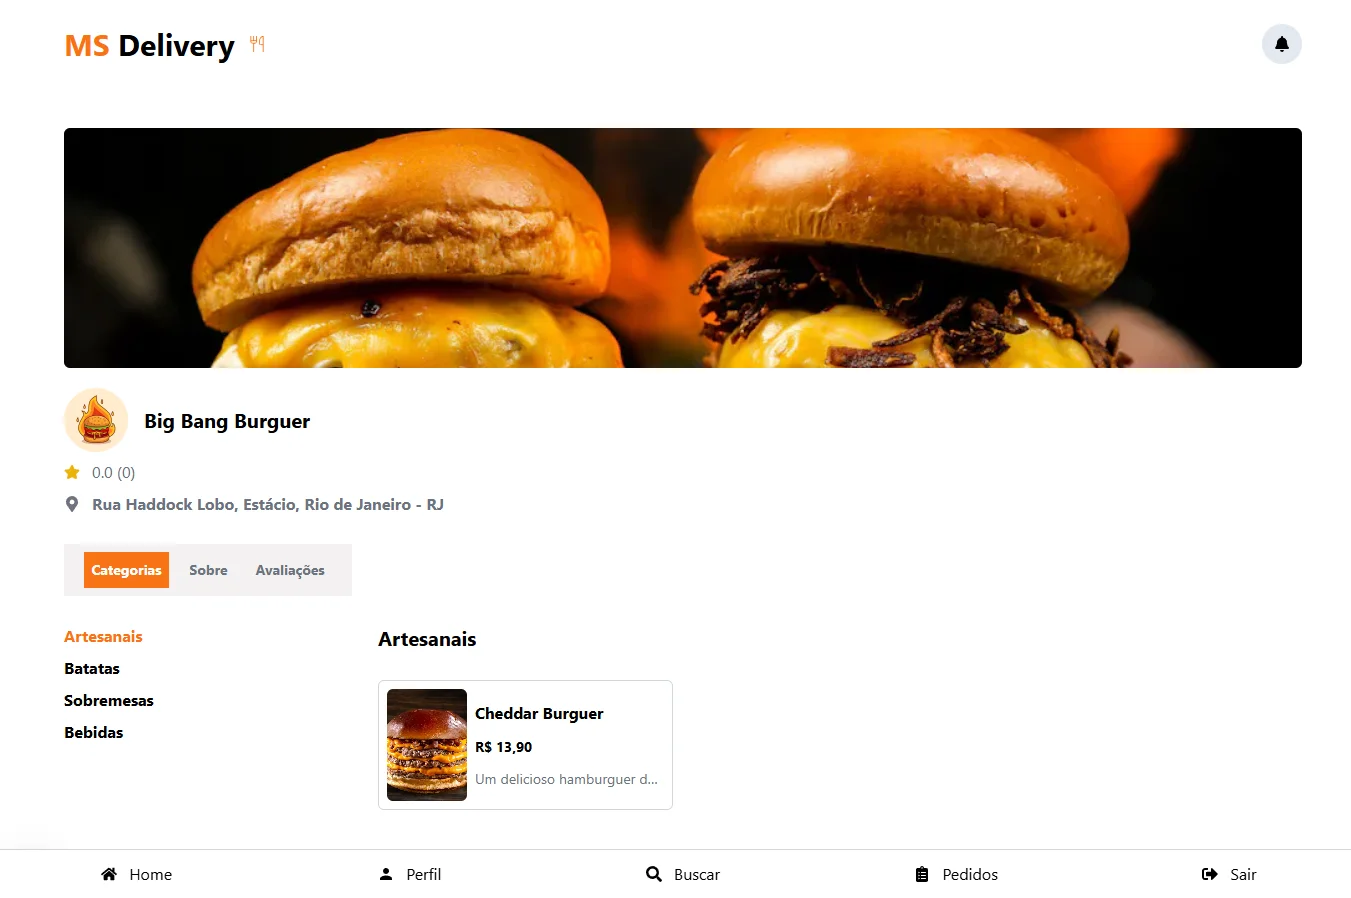 MS Delivery
Big Bang Burguer
0.0 (0)
Rua Haddock Lobo, Estácio, Rio de Janeiro - RJ
Categorias Sobre Avaliações
Artesanais
Batatas
Sobremesas
Bebidas
Artesanais
Cheddar Burguer
R$ 13,90
Um delicioso hamburguer d...
Home Perfil Buscar Pedidos Sair